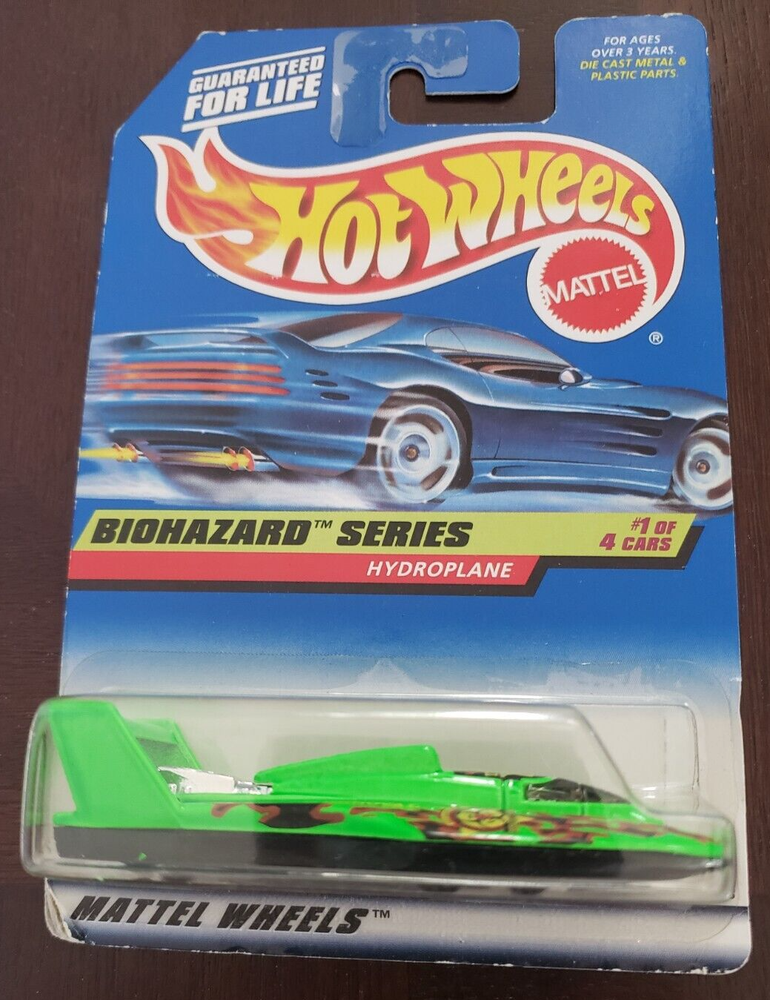 GUARANTEED
FOR LIFE
FOR AGES
OVER 3 YEARS.
DIE CAST METAL &
PLASTIC PARTS.
HOT WHEELS
MATTEL
®
BIOHAZARD™ SERIES
#1 OF
4 CARS
HYDROPLANE
MATTEL WHEELS™